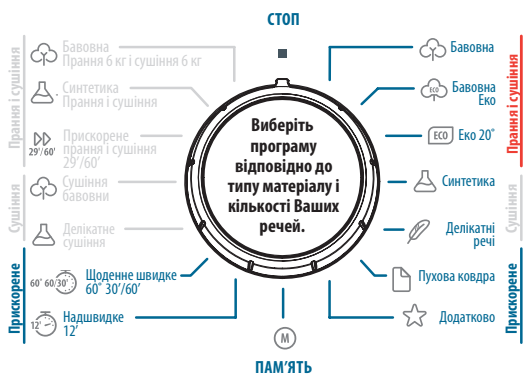 СТОП
Прання і сушіння
Бавовна
Прання 6 кг і сушіння 6 кг
Синтетика
Прання і сушіння
29'/60'
Прискорене
прання і сушіння
29'/60'
Сушіння
Сушіння
бавовни
Делікатне
сушіння
Прискорене
60° 60/30'
Щоденне швидке
60° 30/60'
12'
Надшвидке
12'
Виберіть
програму
відповідно до
типу матеріалу і
кількості Ваших
речей.
Бавовна
ECO
Бавовна
Еко
ECO
Еко 20°
Прання і сушіння
Синтетика
Делікатні
речі
Сушіння
Пухова ковдра
Додатково
Прискорене
M
ПАМ'ЯТЬ